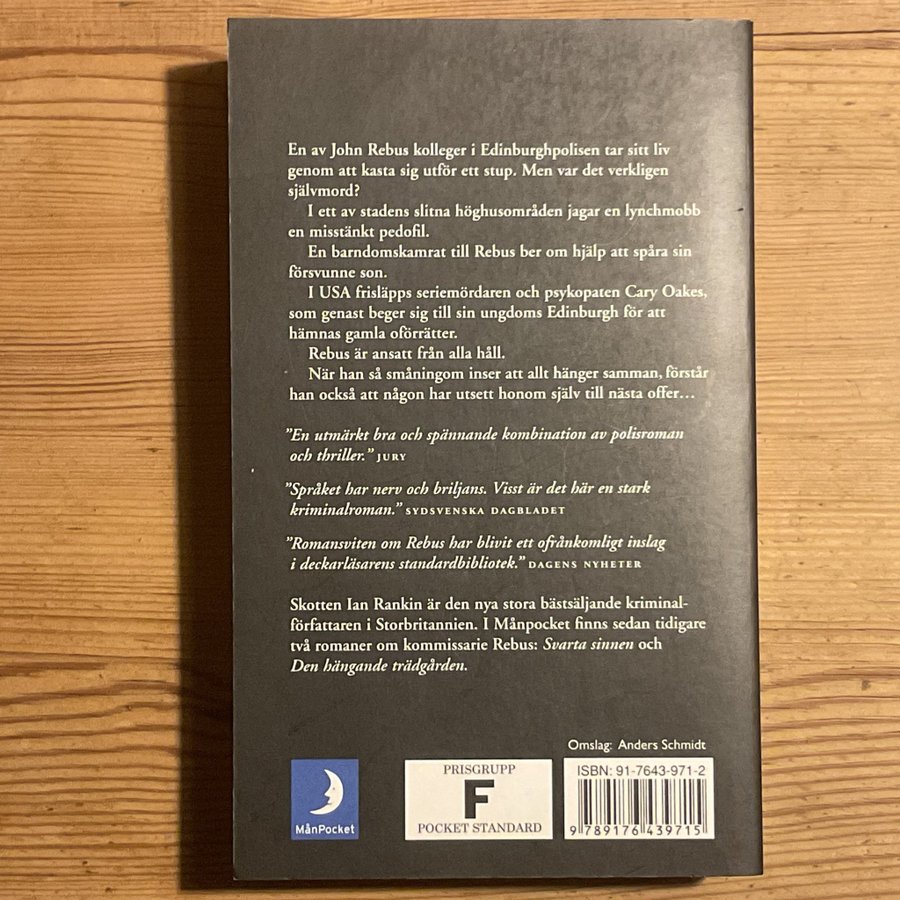 En av John Rebus kolleger i Edinburghpolisen tar sitt liv
genom att kasta sig utför ett stup. Men var det verkligen
självmord?
I ett av stadens slitna höghusområden jagar en lynchmobb
en misstänkt pedofil.
En barndomskamrat till Rebus ber om hjälp att spåra sin
försvunne son.
I USA frisläpps seriemördaren och psykopaten Cary Oakes,
som genast beger sig till sin ungdoms Edinburgh för att
hämnas gamla oförrätter.
Rebus är ansatt från alla håll.
När han så småningom inser att allt hänger samman, förstår
han också att någon har utsett honom själv till nästa offer…
”En utmärkt bra och spännande kombination av polisroman
och thriller.” JURY
”Språket har nerv och briljans. Visst är det här en stark
kriminalroman.” SYDSVENSKA DAGBLADET
”Romansviten om Rebus har blivit ett ofrånkomligt inslag
i deckarläsarens standardbibliotek.” DAGENS NYHETER
Skotten Ian Rankin är den nya stora bästsäljande kriminal-
författaren i Storbritannien. I Månpocket finns sedan tidigare
två romaner om kommissarie Rebus: Svarta sinnen och
Den hängande trädgården.
Omslag: Anders Schmidt
MånPocket
PRISGRUPP
F
POCKET STANDARD
ISBN: 91-7643-971-2
9 789176 439715